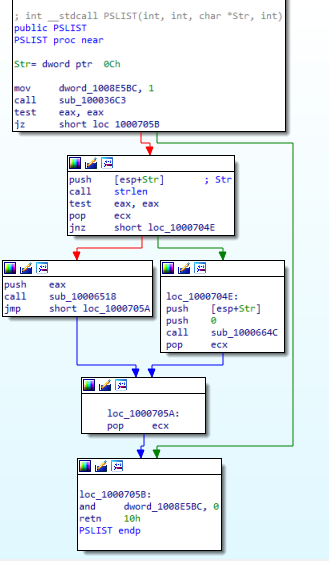 ; int __stdcall PSLIST(int, int, char *Str, int)
public PSLIST
PSLIST proc near
Str= dword ptr  0Ch
mov     dword_1008E5BC, 1
call    sub_100036C3
test    eax, eax
jz      short loc_1000705B
push    [esp+Str]       ; Str
call    strlen
test    eax, eax
pop     ecx
jnz     short loc_1000704E
push    eax
call    sub_10006518
jmp     short loc_1000705A
loc_1000704E:
push    [esp+Str]
push    0
call    sub_1000664C
pop     ecx
loc_1000705A:
pop     ecx
loc_1000705B:
and     dword_1008E5BC, 0
retn    10h
PSLIST endp